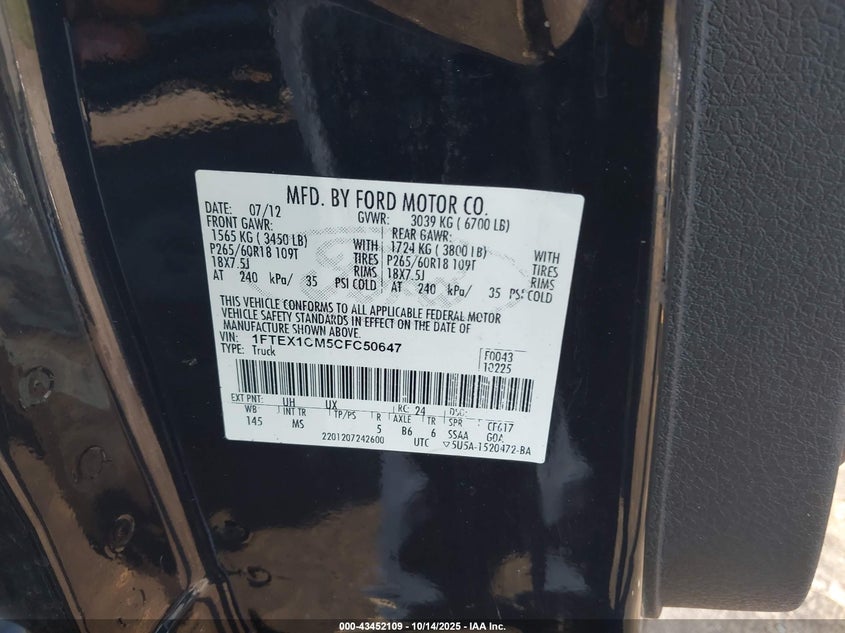 MFD. BY FORD MOTOR CO.
DATE: 07/12 GVWR: 3039 KG ( 6700 LB)
FRONT GAWR: REAR GAWR:
1565 KG ( 3450 LB) WITH 1724 KG ( 3800 LB) WITH
P265/60R18 109T TIRES P265/60R18 109T TIRES
18X7.5J RIMS 18X7.5J RIMS
AT 240 kPa/ 35 PSI COLD AT 240 kPa/ 35 PSI COLD
THIS VEHICLE CONFORMS TO ALL APPLICABLE FEDERAL MOTOR
VEHICLE SAFETY STANDARDS IN EFFECT ON THE DATE OF
MANUFACTURE SHOWN ABOVE.
VIN: 1FTEX1CM5CFC50647
TYPE: Truck F0043
10225
EXT PNT: UH UX RC: 24 DSO:
WB INT TR TP/PS R AXLE TR SPR CF617
145 MS 5 B6 6 SSAA GOA
2201207242600 UTC ▽5U5A-1520472-BA
000-43452109 - 10/14/2025 - IAA Inc.